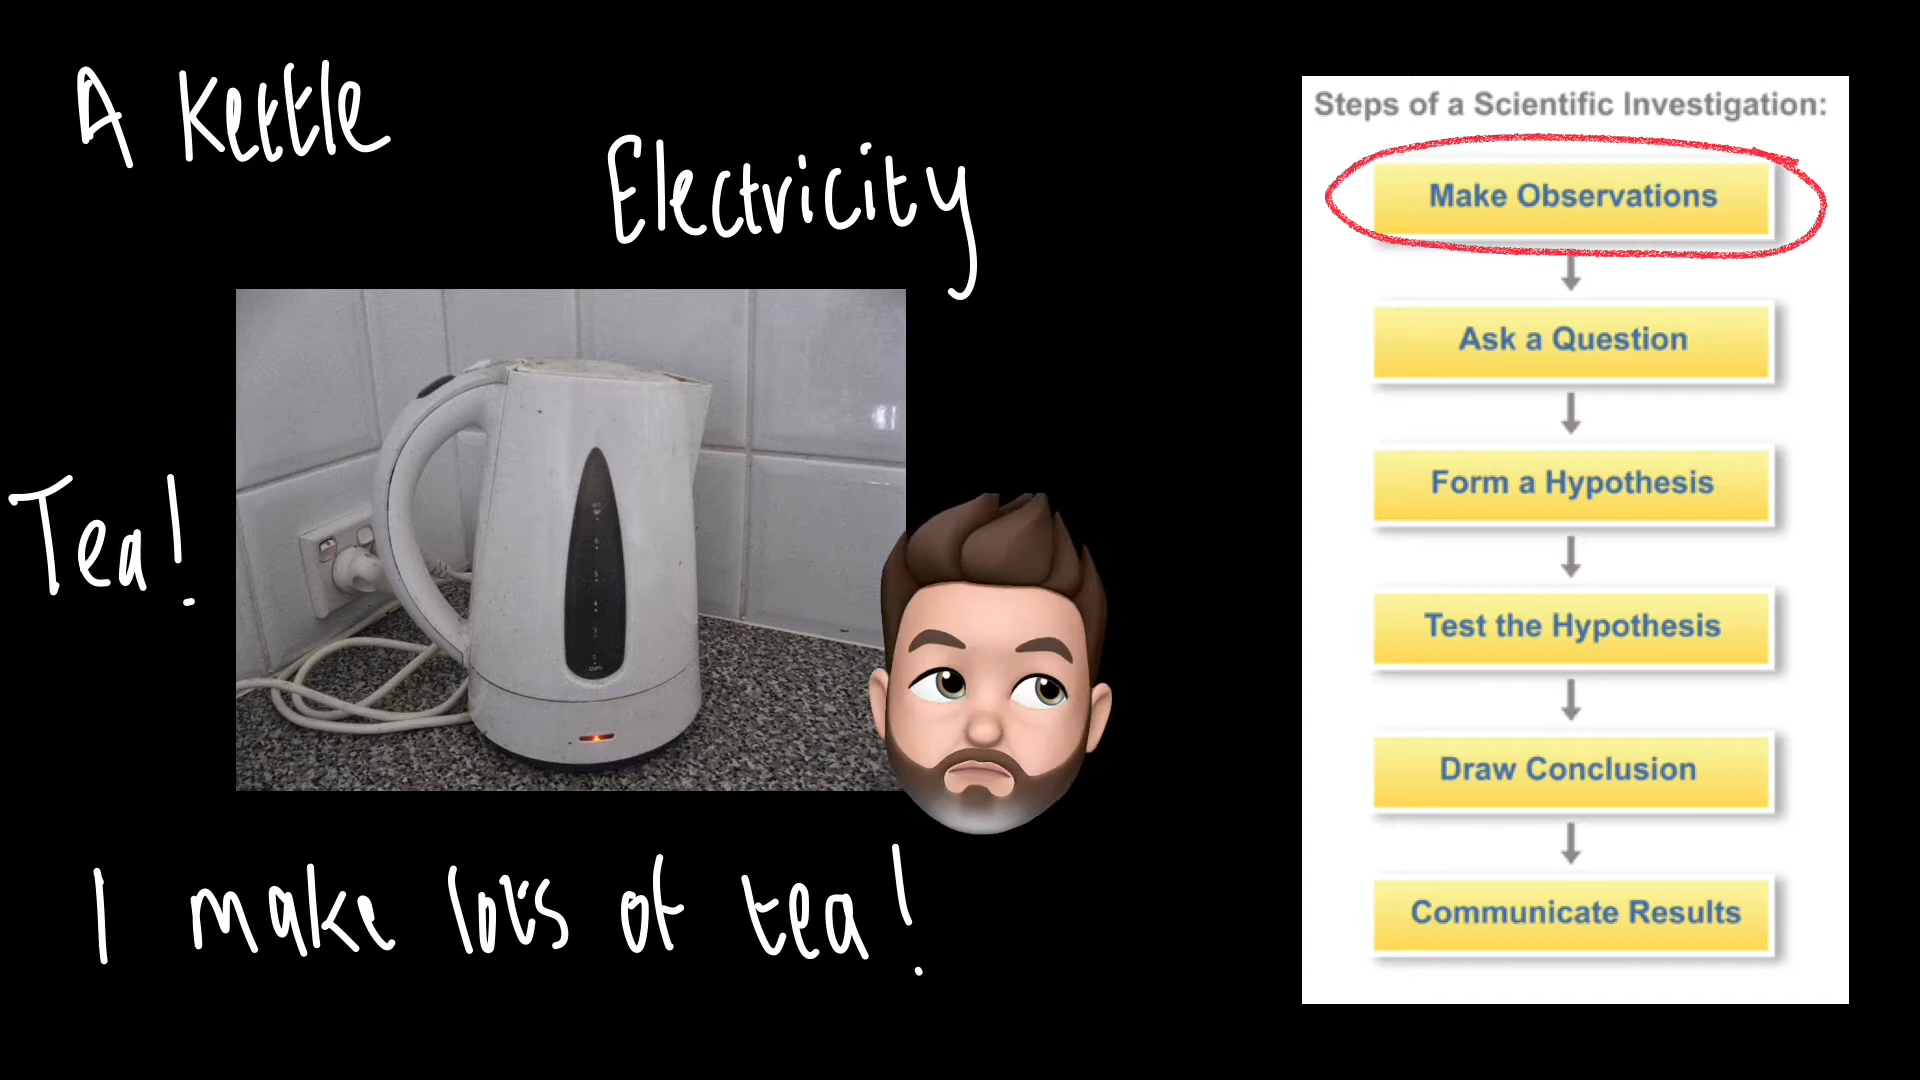 A Kettle
Electricity
Tea!
I make lots of tea!
Steps of a Scientific Investigation:
Make Observations
Ask a Question
Form a Hypothesis
Test the Hypothesis
Draw Conclusion
Communicate Results